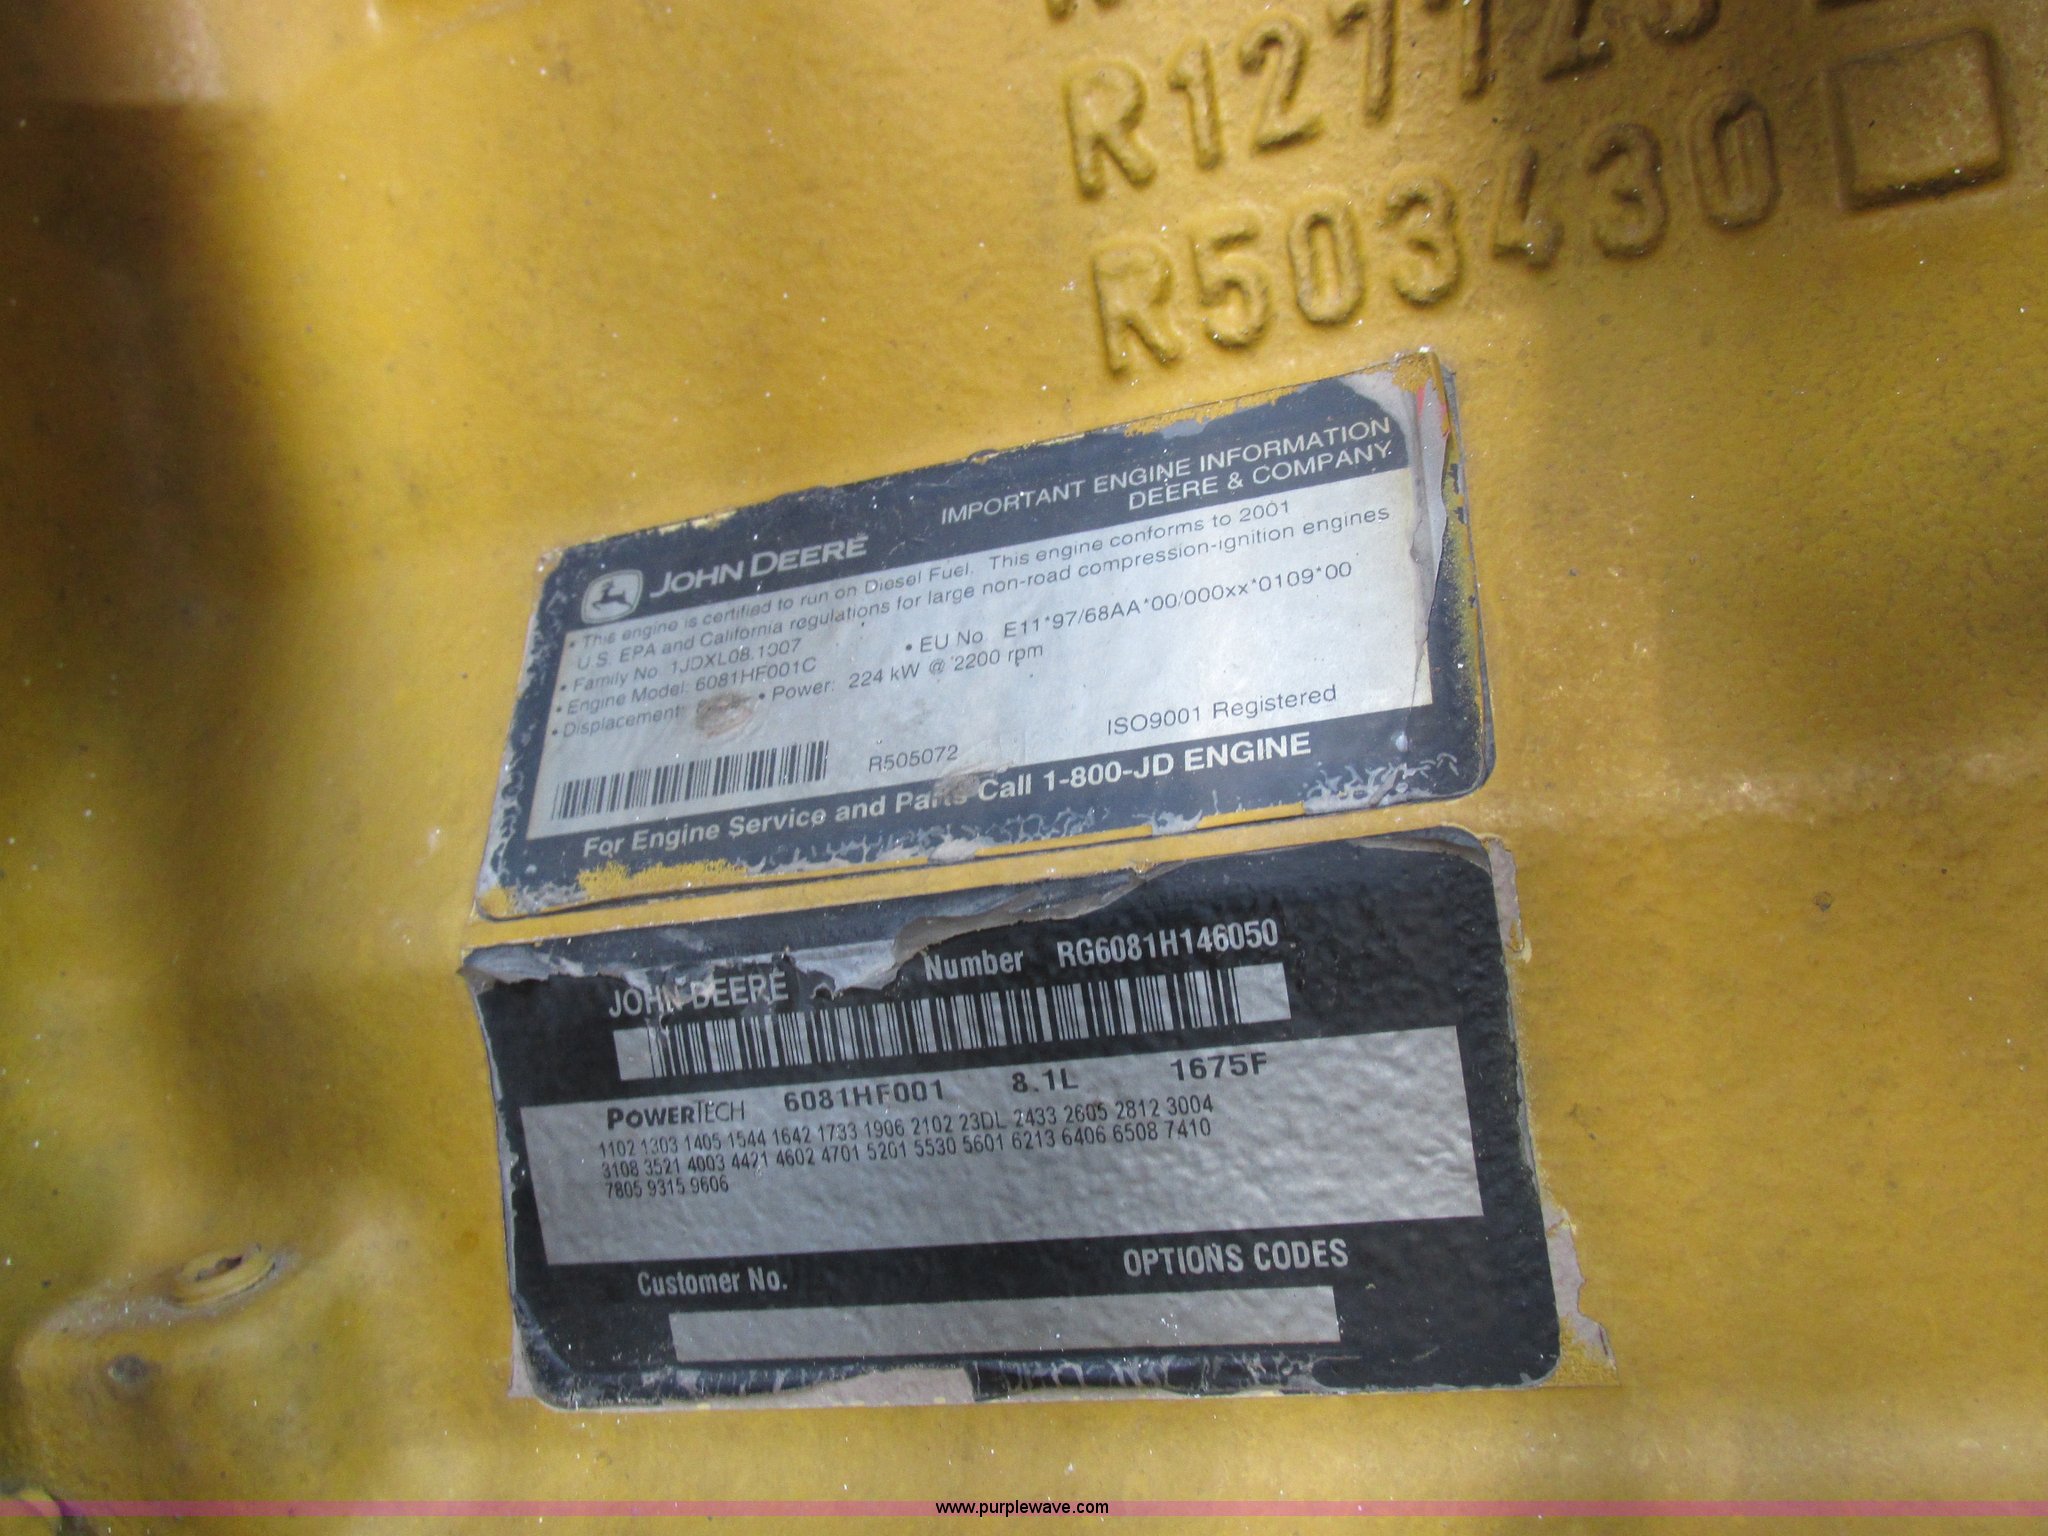 R127725
R503430
JOHN DEERE
IMPORTANT ENGINE INFORMATION
DEERE & COMPANY
• This engine is certified to run on Diesel Fuel. This engine conforms to 2001
U.S. EPA and California regulations for large non-road compression-ignition engines
• Family No 1JDXL08.1007
• EU No E11*97/68AA*00/000xx*0109*00
• Engine Model: 6081HF001C
• Displacement:
• Power: 224 kW @ 2200 rpm
R505072
ISO9001 Registered
For Engine Service and Parts Call 1-800-JD ENGINE
JOHN DEERE
Number RG6081H146050
POWERTECH 6081HF001 8.1L 1675F
1102 1303 1405 1544 1642 1733 1906 2102 23DL 2433 2605 2812 3004
3108 3521 4003 4421 4602 4701 5201 5530 5601 6213 6406 6508 7410
7805 9315 9606
Customer No.
OPTIONS CODES
www.purplewave.com